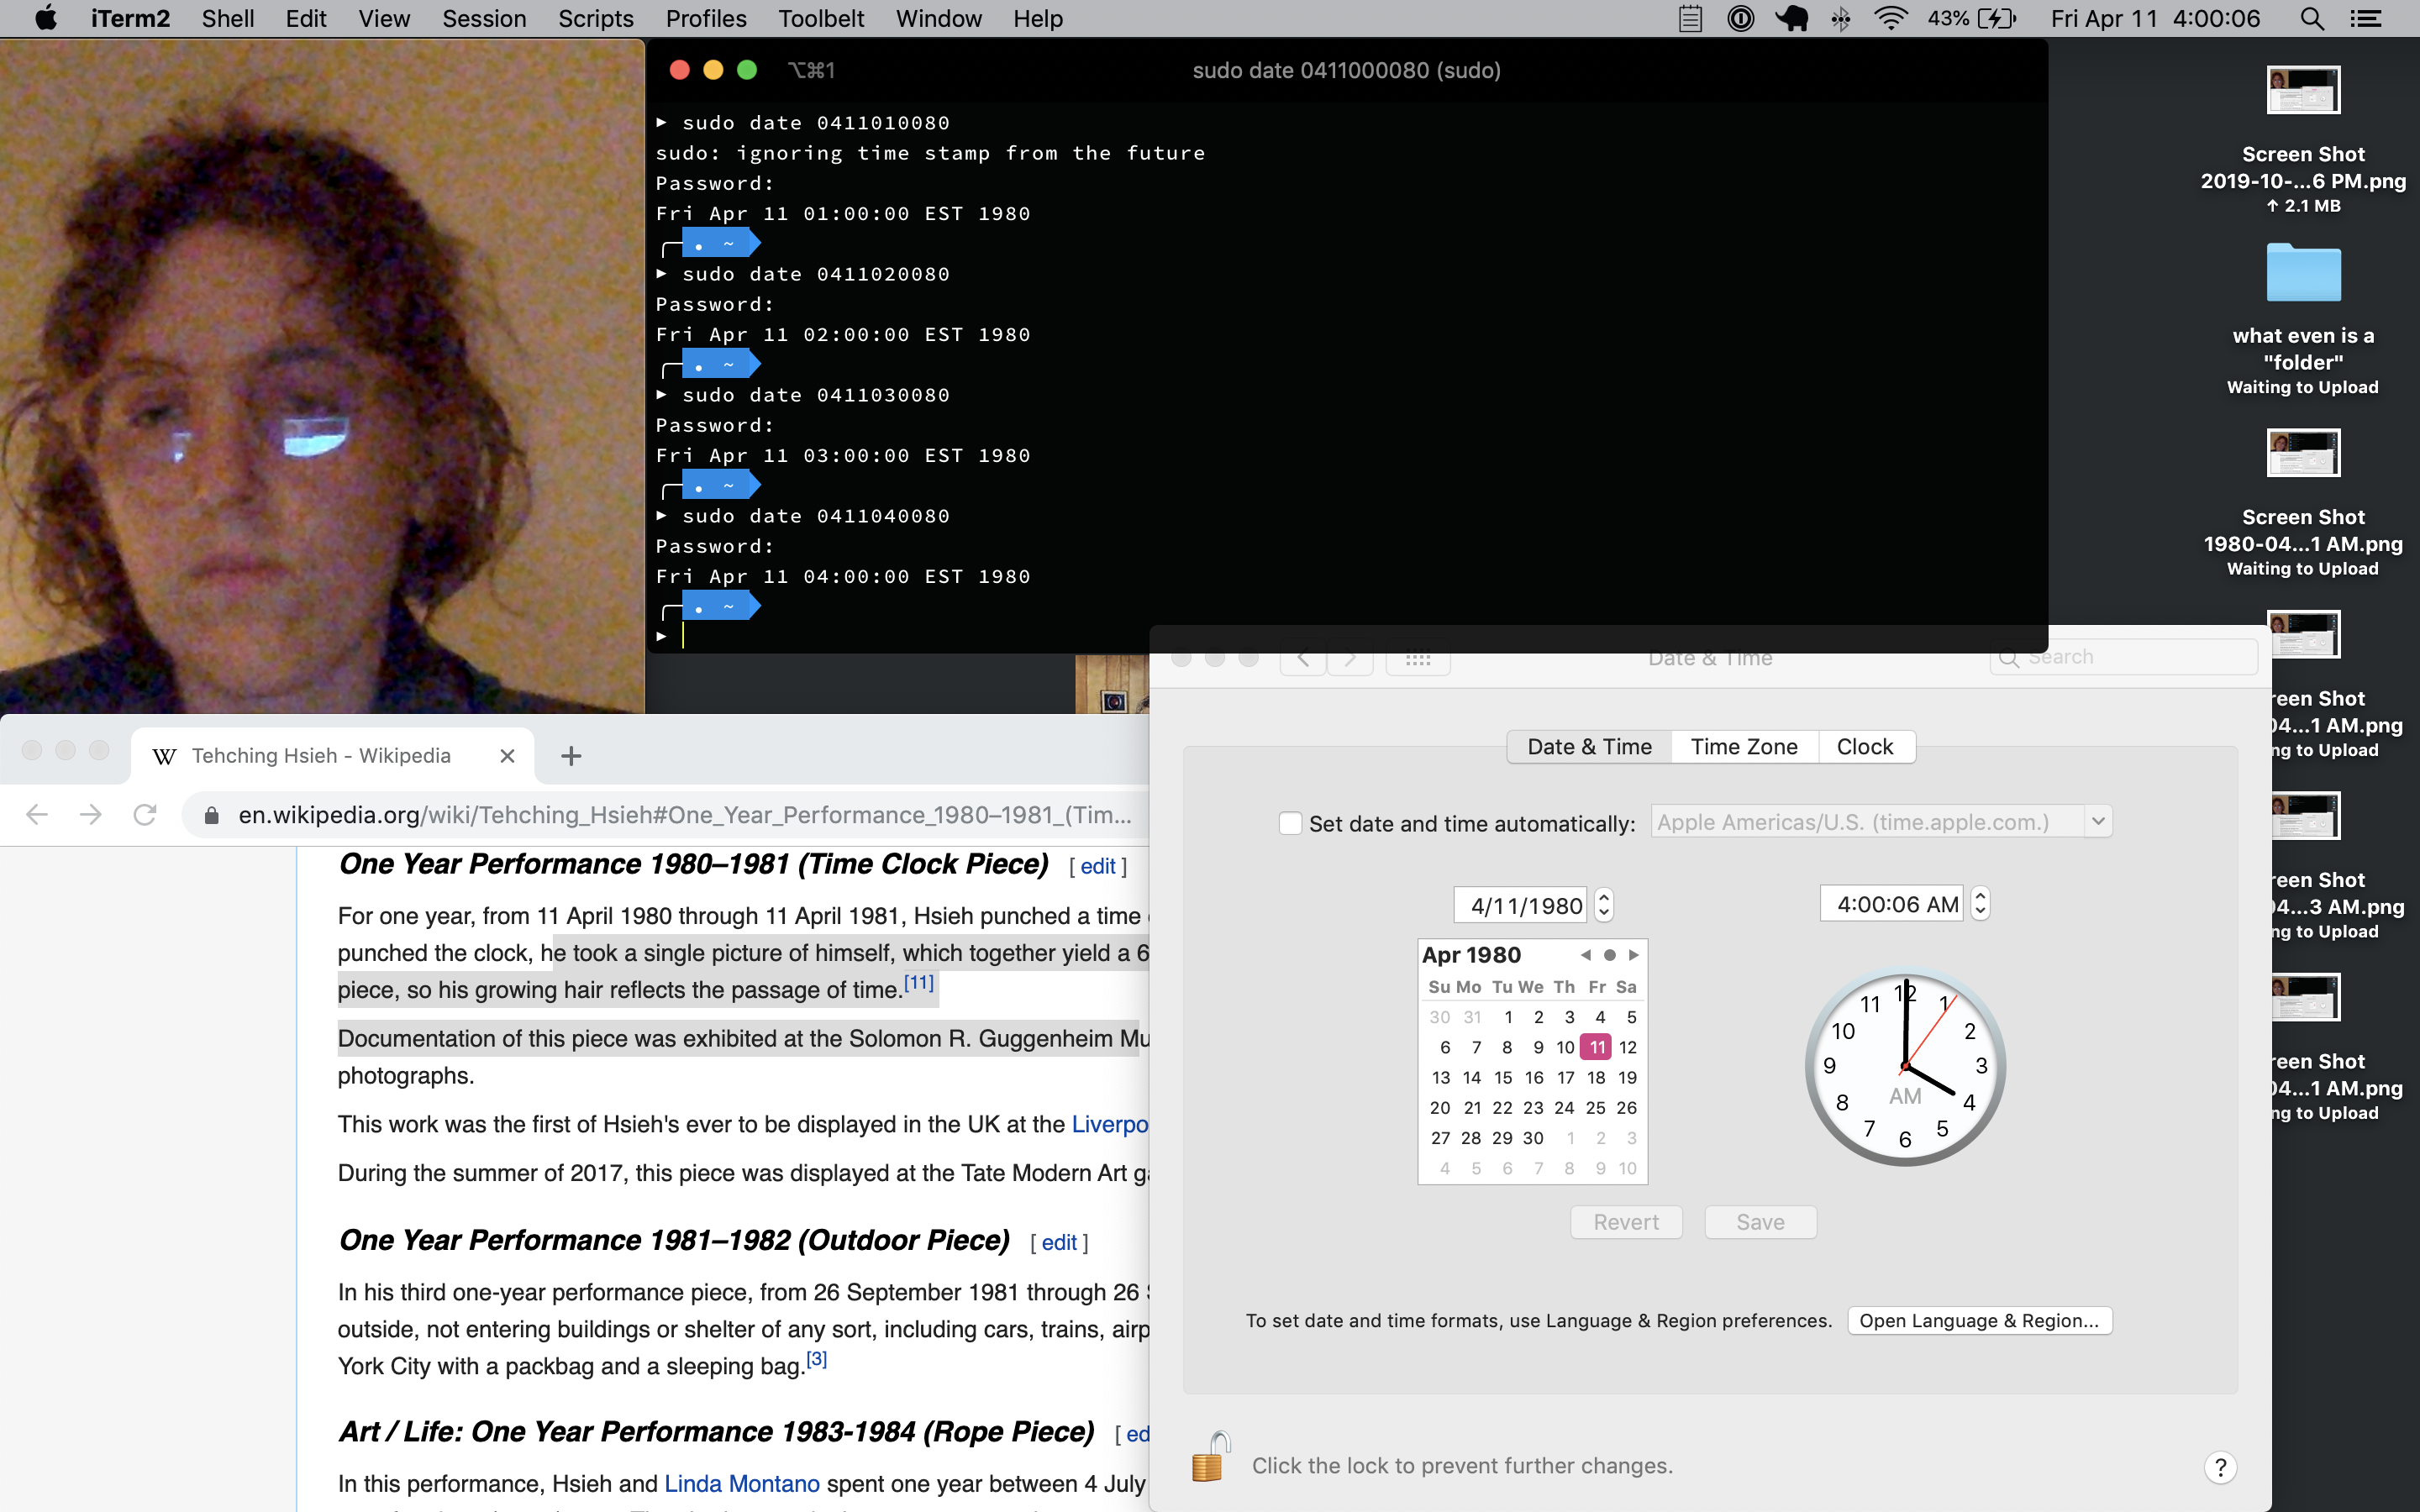 iTerm2 Shell Edit View Session Scripts Profiles Toolbelt Window Help 43% Fri Apr 11 4:00:06
⌥⌘1 sudo date 0411000080 (sudo)
▶ sudo date 0411010080
sudo: ignoring time stamp from the future
Password:
Fri Apr 11 01:00:00 EST 1980
. ~
▶ sudo date 0411020080
Password:
Fri Apr 11 02:00:00 EST 1980
. ~
▶ sudo date 0411030080
Password:
Fri Apr 11 03:00:00 EST 1980
. ~
▶ sudo date 0411040080
Password:
Fri Apr 11 04:00:00 EST 1980
. ~
▶
Screen Shot
2019-10-...6 PM.png
↑ 2.1 MB
what even is a
"folder"
Waiting to Upload
Screen Shot
1980-04...1 AM.png
Waiting to Upload
reen Shot
04...1 AM.png
ng to Upload
reen Shot
04...3 AM.png
ng to Upload
reen Shot
04...1 AM.png
ng to Upload
W Tehching Hsieh - Wikipedia
en.wikipedia.org/wiki/Tehching_Hsieh#One_Year_Performance_1980–1981_(Tim...
One Year Performance 1980–1981 (Time Clock Piece) [ edit ]
For one year, from 11 April 1980 through 11 April 1981, Hsieh punched a time
punched the clock, he took a single picture of himself, which together yield a 6
piece, so his growing hair reflects the passage of time.[11]
Documentation of this piece was exhibited at the Solomon R. Guggenheim Mu
photographs.
This work was the first of Hsieh's ever to be displayed in the UK at the Liverpo
During the summer of 2017, this piece was displayed at the Tate Modern Art ga
One Year Performance 1981–1982 (Outdoor Piece) [ edit ]
In his third one-year performance piece, from 26 September 1981 through 26
outside, not entering buildings or shelter of any sort, including cars, trains, airp
York City with a packbag and a sleeping bag.[3]
Art / Life: One Year Performance 1983-1984 (Rope Piece) [ ed
In this performance, Hsieh and Linda Montano spent one year between 4 July
Date & Time Search
Date & Time Time Zone Clock
Set date and time automatically: Apple Americas/U.S. (time.apple.com.)
4/11/1980 4:00:06 AM
Apr 1980
Su Mo Tu We Th Fr Sa
30 31 1 2 3 4 5
6 7 8 9 10 11 12
13 14 15 16 17 18 19
20 21 22 23 24 25 26
27 28 29 30 1 2 3
4 5 6 7 8 9 10
12 1 2 3 4 5 6 7 8 9 10 11
AM
Revert Save
To set date and time formats, use Language & Region preferences. Open Language & Region...
Click the lock to prevent further changes. ?